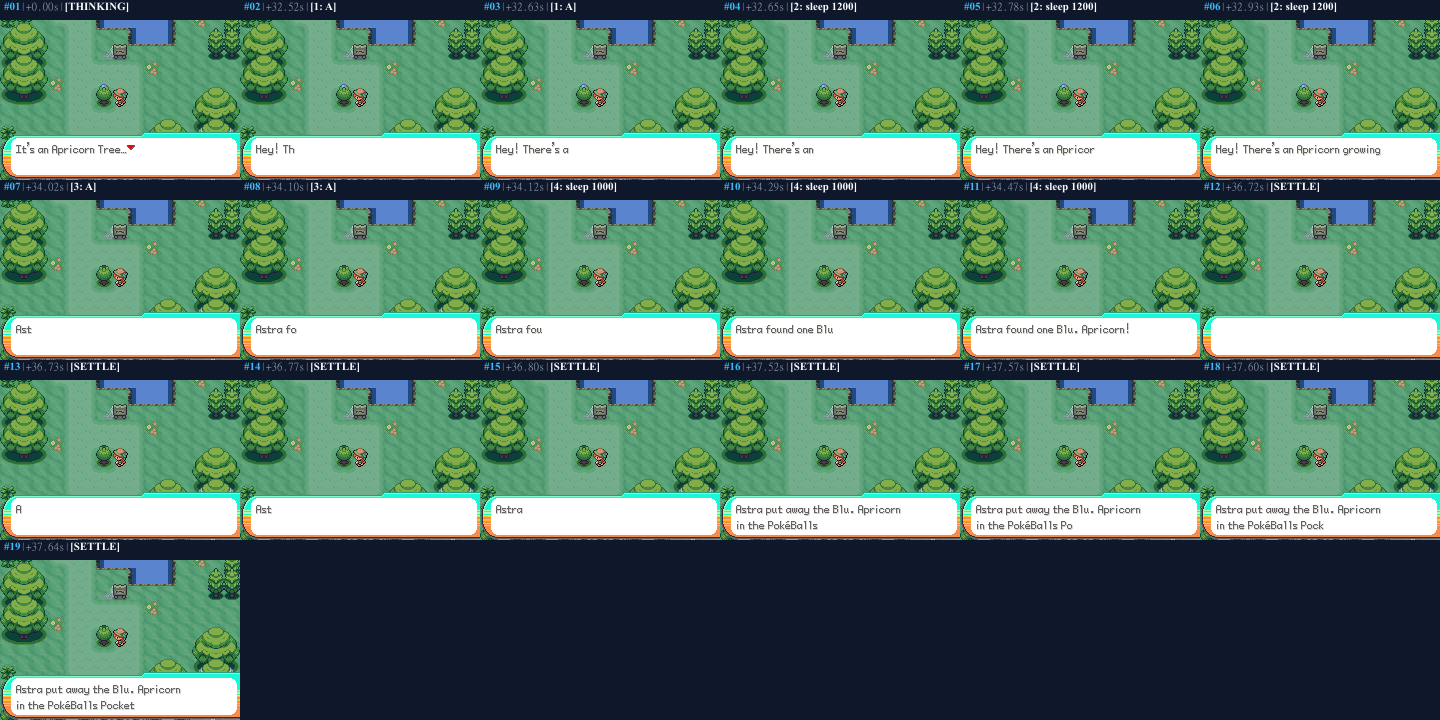 #01|+0.00s|[THINKING]
#02|+32.52s|[1: A]
#03|+32.63s|[1: A]
#04|+32.65s|[2: sleep 1200]
#05|+32.78s|[2: sleep 1200]
#06|+32.93s|[2: sleep 1200]
It's an Apricorn Tree...
Hey! Th
Hey! There's a
Hey! There's an
Hey! There's an Apricor
Hey! There's an Apricorn growing
#07|+34.02s|[3: A]
#08|+34.10s|[3: A]
#09|+34.12s|[4: sleep 1000]
#10|+34.29s|[4: sleep 1000]
#11|+34.47s|[4: sleep 1000]
#12|+36.72s|[SETTLE]
Ast
Astra fo
Astra fou
Astra found one Blu
Astra found one Blu. Apricorn!
#13|+36.73s|[SETTLE]
#14|+36.77s|[SETTLE]
#15|+36.80s|[SETTLE]
#16|+37.52s|[SETTLE]
#17|+37.57s|[SETTLE]
#18|+37.60s|[SETTLE]
A
Ast
Astra
Astra put away the Blu. Apricorn
in the PokéBalls
Astra put away the Blu. Apricorn
in the PokéBalls Po
Astra put away the Blu. Apricorn
in the PokéBalls Pock
#19|+37.64s|[SETTLE]
Astra put away the Blu. Apricorn
in the PokéBalls Pocket